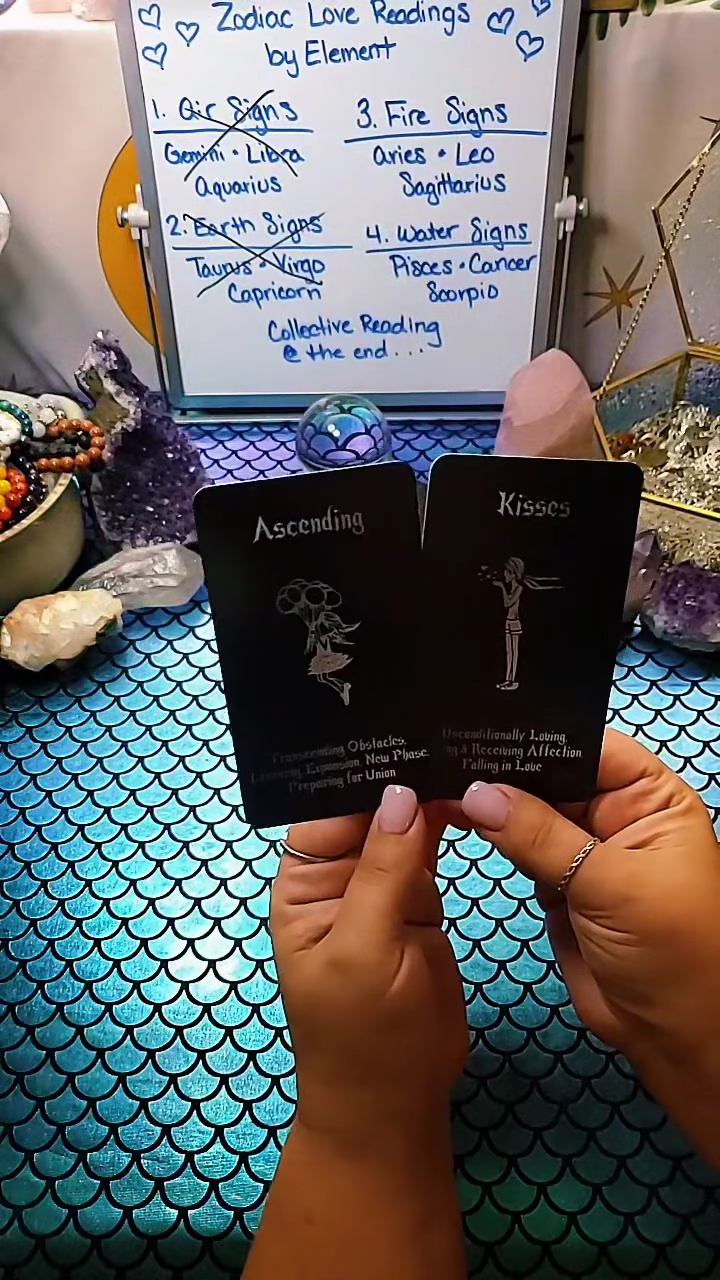 Zodiac Love Readings
by Element
1. Air Signs
Gemini • Libra
Aquarius
2. Earth Signs
Taurus • Virgo
Capricorn
3. Fire Signs
Aries • Leo
Sagittarius
4. Water Signs
Pisces • Cancer
Scorpio
Collective Reading
@ the end...
Ascending
Transcending Obstacles,
Expansion, New Phase,
Preparing for Union
Kisses
Unconditionally Loving,
& Receiving Affection,
Falling in Love